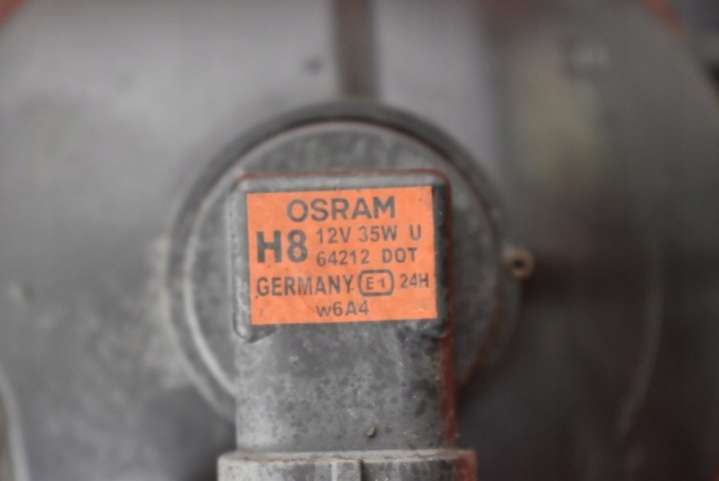 OSRAM
H8 12V 35W U
64212 DOT
GERMANY E1 24H
w6A4